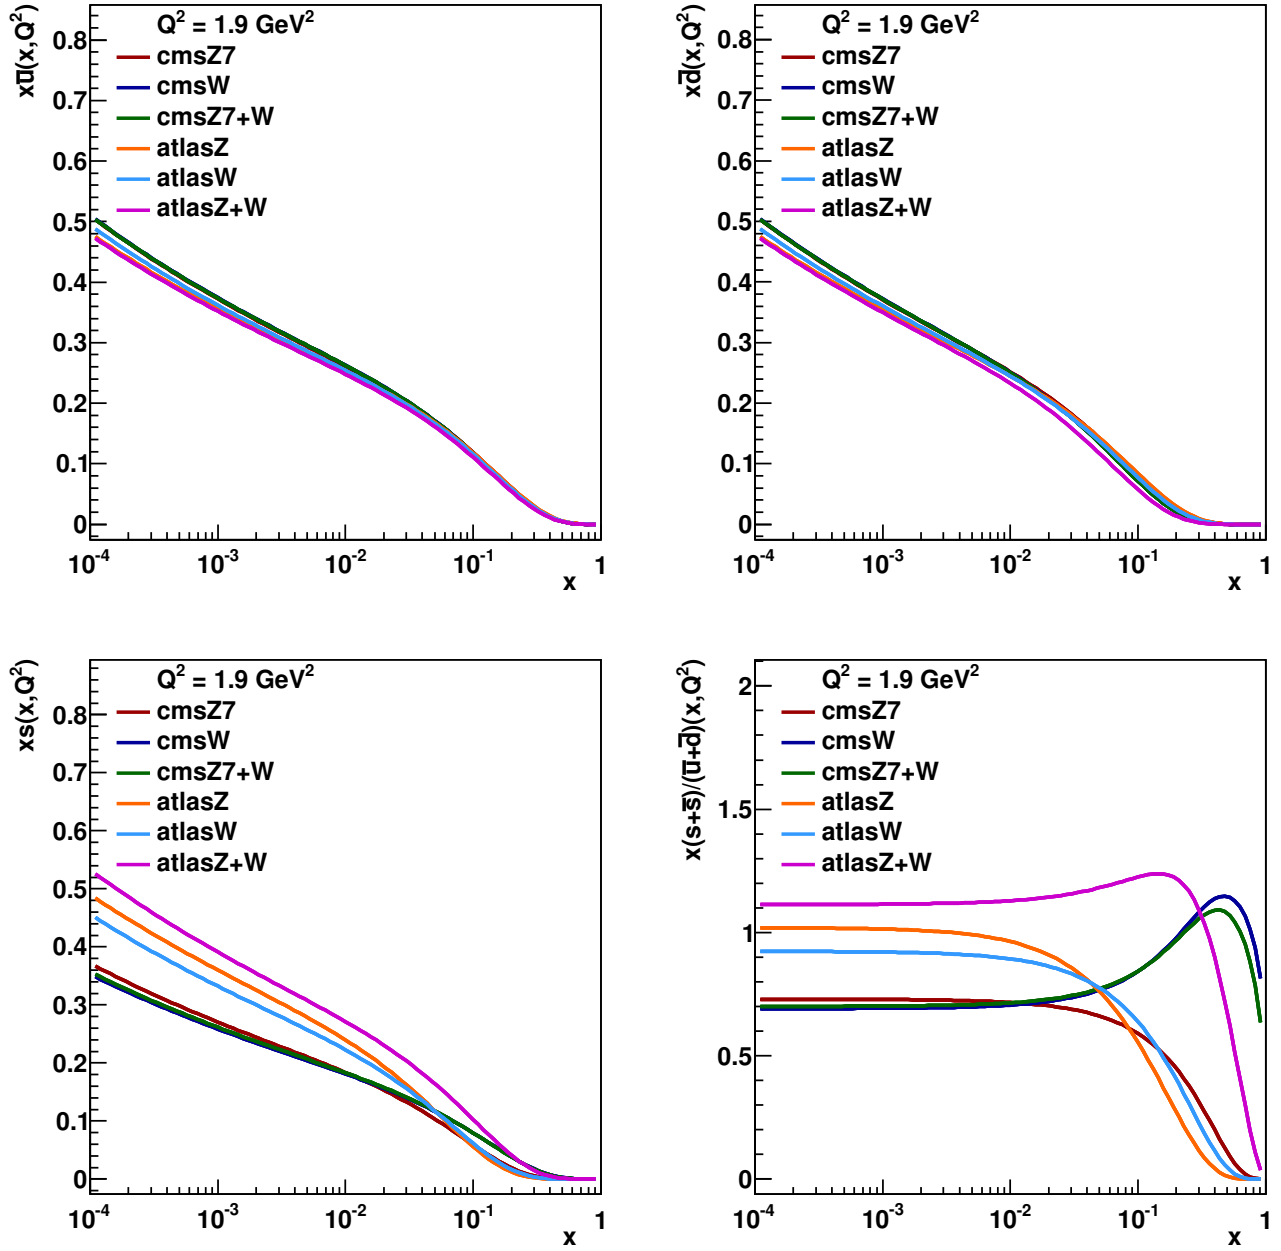 xu̅(x,Q²)
Q² = 1.9 GeV²
cmsZ7
cmsW
cmsZ7+W
atlasZ
atlasW
atlasZ+W
0.8
0.7
0.6
0.5
0.4
0.3
0.2
0.1
0
10⁻⁴ 10⁻³ 10⁻² 10⁻¹ 1
x
xd̅(x,Q²)
Q² = 1.9 GeV²
cmsZ7
cmsW
cmsZ7+W
atlasZ
atlasW
atlasZ+W
0.8
0.7
0.6
0.5
0.4
0.3
0.2
0.1
0
10⁻⁴ 10⁻³ 10⁻² 10⁻¹ 1
x
xs(x,Q²)
Q² = 1.9 GeV²
cmsZ7
cmsW
cmsZ7+W
atlasZ
atlasW
atlasZ+W
0.8
0.7
0.6
0.5
0.4
0.3
0.2
0.1
0
10⁻⁴ 10⁻³ 10⁻² 10⁻¹ 1
x
x(s+s̅)/(u̅+d̅)(x,Q²)
Q² = 1.9 GeV²
cmsZ7
cmsW
cmsZ7+W
atlasZ
atlasW
atlasZ+W
2
1.5
1
0.5
0
10⁻⁴ 10⁻³ 10⁻² 10⁻¹ 1
x